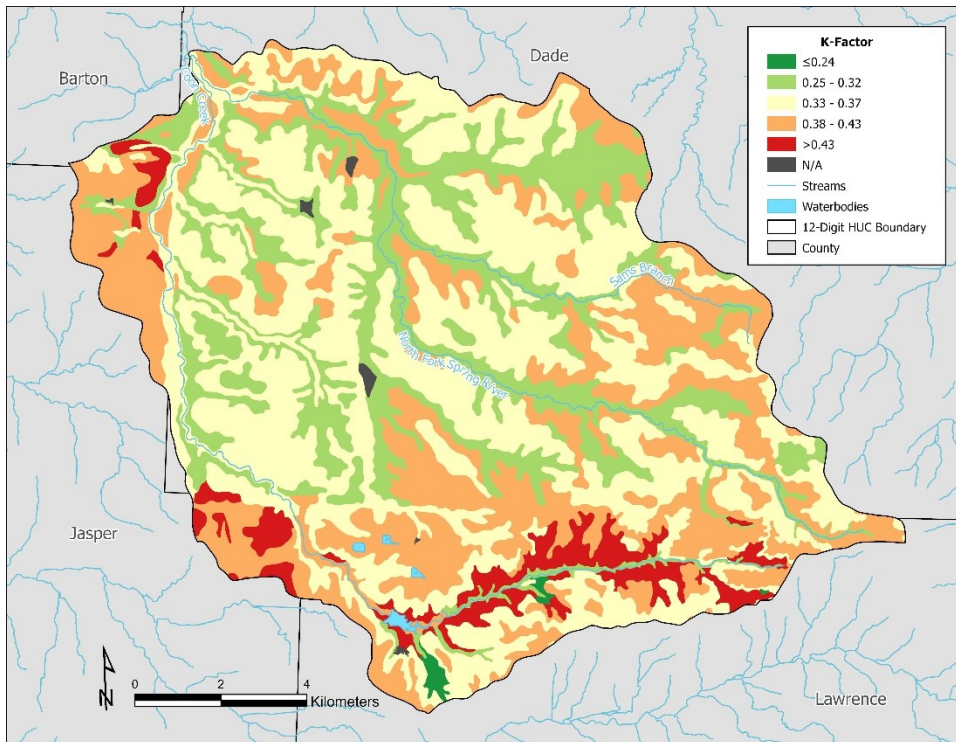 Dade
Barton
K-Factor
≤0.24
0.25 - 0.32
0.33 - 0.37
0.38 - 0.43
>0.43
N/A
Streams
Waterbodies
12-Digit HUC Boundary
County
Creek
Sams Branch
North Fork Spring River
Jasper
Lawrence
N
0 2 4
Kilometers